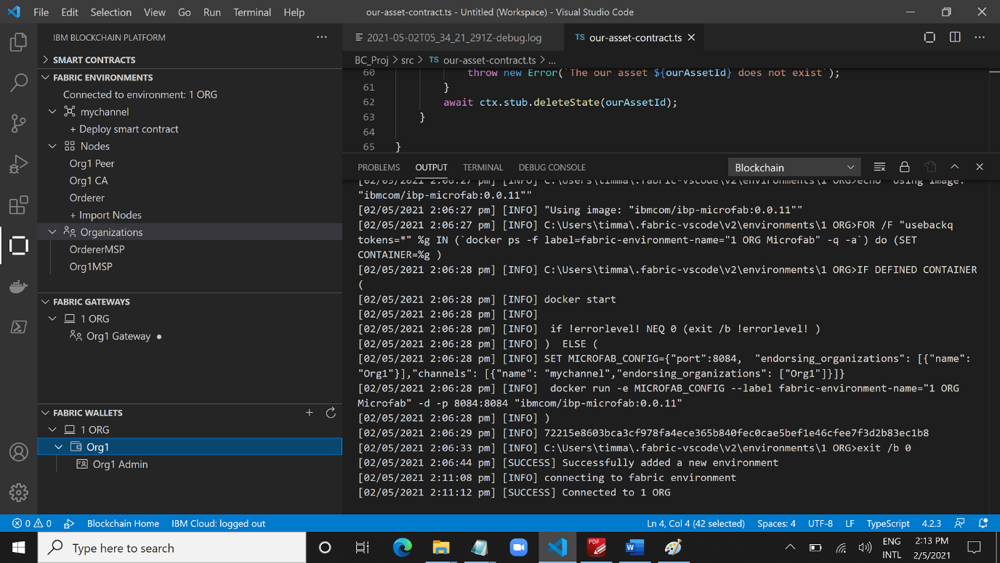 File Edit Selection View Go Run Terminal Help
our-asset-contract.ts - Untitled (Workspace) - Visual Studio Code
IBM BLOCKCHAIN PLATFORM
SMART CONTRACTS
FABRIC ENVIRONMENTS
Connected to environment: 1 ORG
mychannel
+ Deploy smart contract
Nodes
Org1 Peer
Org1 CA
Orderer
+ Import Nodes
Organizations
OrdererMSP
Org1MSP
FABRIC GATEWAYS
1 ORG
Org1 Gateway ●
FABRIC WALLETS
1 ORG
Org1
Org1 Admin
2021-05-02T05_34_21_291Z-debug.log
TS our-asset-contract.ts
BC_Proj > src > TS our-asset-contract.ts > ...
60 throw new Error(`The our asset ${ourAssetId} does not exist`);
61 }
62 await ctx.stub.deleteState(ourAssetId);
63 }
64
65 }
PROBLEMS OUTPUT TERMINAL DEBUG CONSOLE
Blockchain
[02/05/2021 2:06:27 pm] [INFO] C:\Users\timma\.fabric-vscode\v2\environments\1 ORG>echo "Using image:
"ibmcom/ibp-microfab:0.0.11""
[02/05/2021 2:06:27 pm] [INFO] "Using image: "ibmcom/ibp-microfab:0.0.11""
[02/05/2021 2:06:27 pm] [INFO] C:\Users\timma\.fabric-vscode\v2\environments\1 ORG>FOR /F "usebackq
tokens=*" %g IN (`docker ps -f label=fabric-environment-name="1 ORG Microfab" -q -a`) do (SET
CONTAINER=%g )
[02/05/2021 2:06:28 pm] [INFO] C:\Users\timma\.fabric-vscode\v2\environments\1 ORG>IF DEFINED CONTAINER
(
[02/05/2021 2:06:28 pm] [INFO] docker start
[02/05/2021 2:06:28 pm] [INFO]
[02/05/2021 2:06:28 pm] [INFO] if !errorlevel! NEQ 0 (exit /b !errorlevel! )
[02/05/2021 2:06:28 pm] [INFO] ) ELSE (
[02/05/2021 2:06:28 pm] [INFO] SET MICROFAB_CONFIG={"port":8084, "endorsing_organizations": [{"name":
"Org1"}],"channels": [{"name": "mychannel","endorsing_organizations": ["Org1"]}]}
[02/05/2021 2:06:28 pm] [INFO] docker run -e MICROFAB_CONFIG --label fabric-environment-name="1 ORG
Microfab" -d -p 8084:8084 "ibmcom/ibp-microfab:0.0.11"
[02/05/2021 2:06:28 pm] [INFO] )
[02/05/2021 2:06:29 pm] [INFO] 72215e8603bca3cf978fa4ece365b840fec0cae5bef1e46cfee7f3d2b83ec1b8
[02/05/2021 2:06:33 pm] [INFO] C:\Users\timma\.fabric-vscode\v2\environments\1 ORG>exit /b 0
[02/05/2021 2:06:44 pm] [SUCCESS] Successfully added a new environment
[02/05/2021 2:11:08 pm] [INFO] connecting to fabric environment
[02/05/2021 2:11:12 pm] [SUCCESS] Connected to 1 ORG
0 0 Blockchain Home IBM Cloud: logged out
Ln 4, Col 4 (42 selected) Spaces: 4 UTF-8 LF TypeScript 4.2.3
Type here to search
PDF
W
ENG
INTL
2:13 PM
2/5/2021